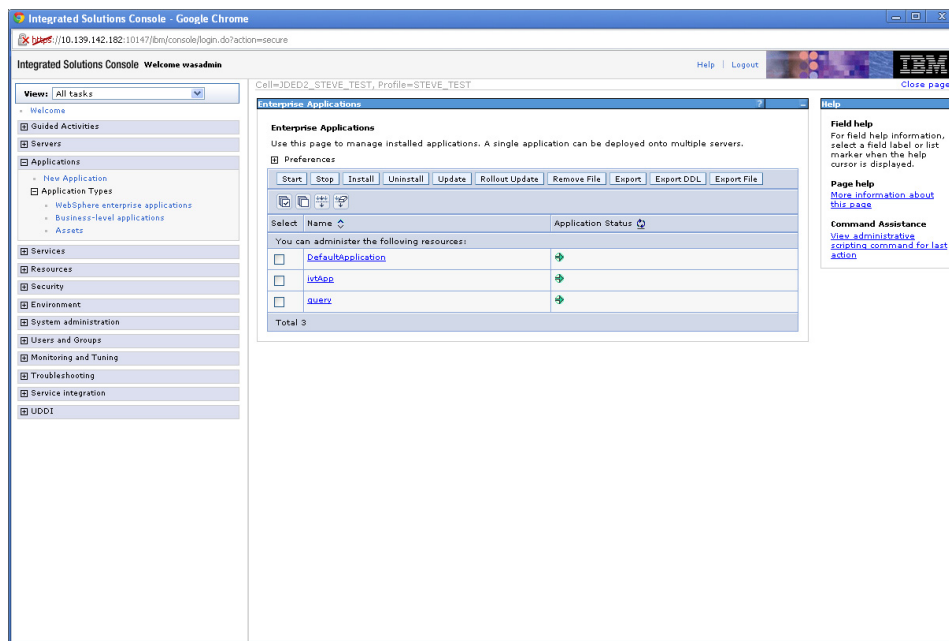 Integrated Solutions Console - Google Chrome
https://10.139.142.182:10147/ibm/console/login.do?action=secure
Integrated Solutions Console Welcome wasadmin
Help | Logout
IBM
View: All tasks
Welcome
Guided Activities
Servers
Applications
New Application
Application Types
WebSphere enterprise applications
Business-level applications
Assets
Services
Resources
Security
Environment
System administration
Users and Groups
Monitoring and Tuning
Troubleshooting
Service integration
UDDI
Cell=JDED2_STEVE_TEST, Profile=STEVE_TEST
Close page
Enterprise Applications ? -
Enterprise Applications
Use this page to manage installed applications. A single application can be deployed onto multiple servers.
Preferences
Start Stop Install Uninstall Update Rollout Update Remove File Export Export DDL Export File
Select Name Application Status
You can administer the following resources:
DefaultApplication
ivtApp
query
Total 3
Help
Field help
For field help information,
select a field label or list
marker when the help
cursor is displayed.
Page help
More information about
this page
Command Assistance
View administrative
scripting command for last
action